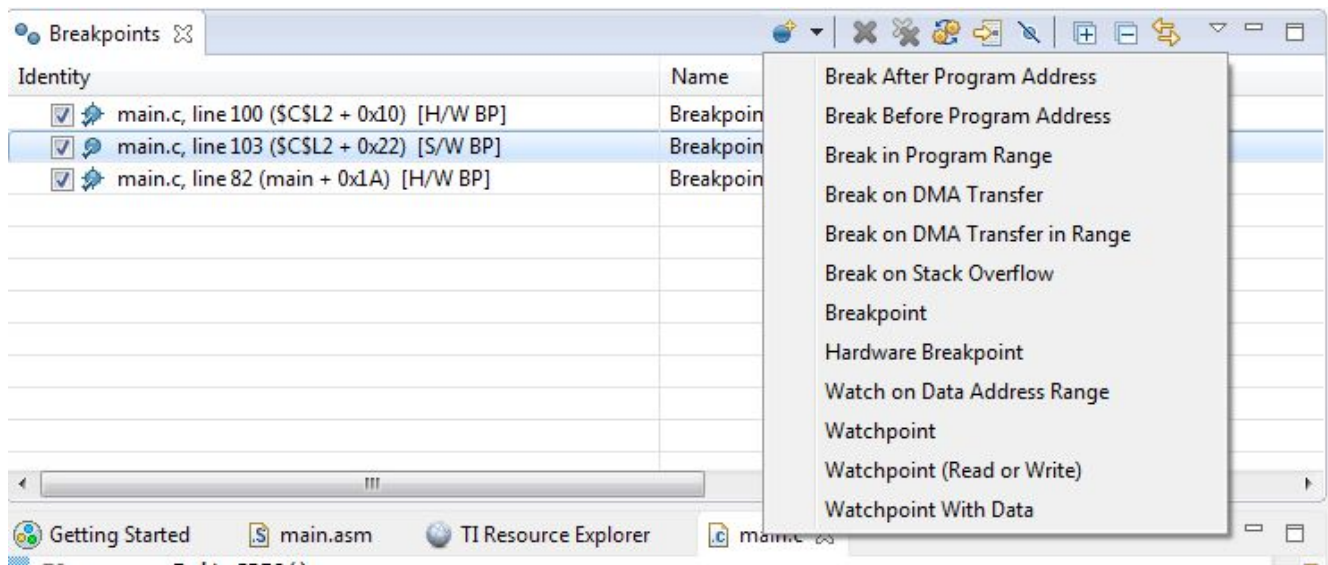 Breakpoints
Identity
Name
main.c, line 100 ($C$L2 + 0x10) [H/W BP]
Breakpoin
main.c, line 103 ($C$L2 + 0x22) [S/W BP]
Breakpoin
main.c, line 82 (main + 0x1A) [H/W BP]
Breakpoin
Break After Program Address
Break Before Program Address
Break in Program Range
Break on DMA Transfer
Break on DMA Transfer in Range
Break on Stack Overflow
Breakpoint
Hardware Breakpoint
Watch on Data Address Range
Watchpoint
Watchpoint (Read or Write)
Watchpoint With Data
Getting Started
main.asm
TI Resource Explorer
main.c